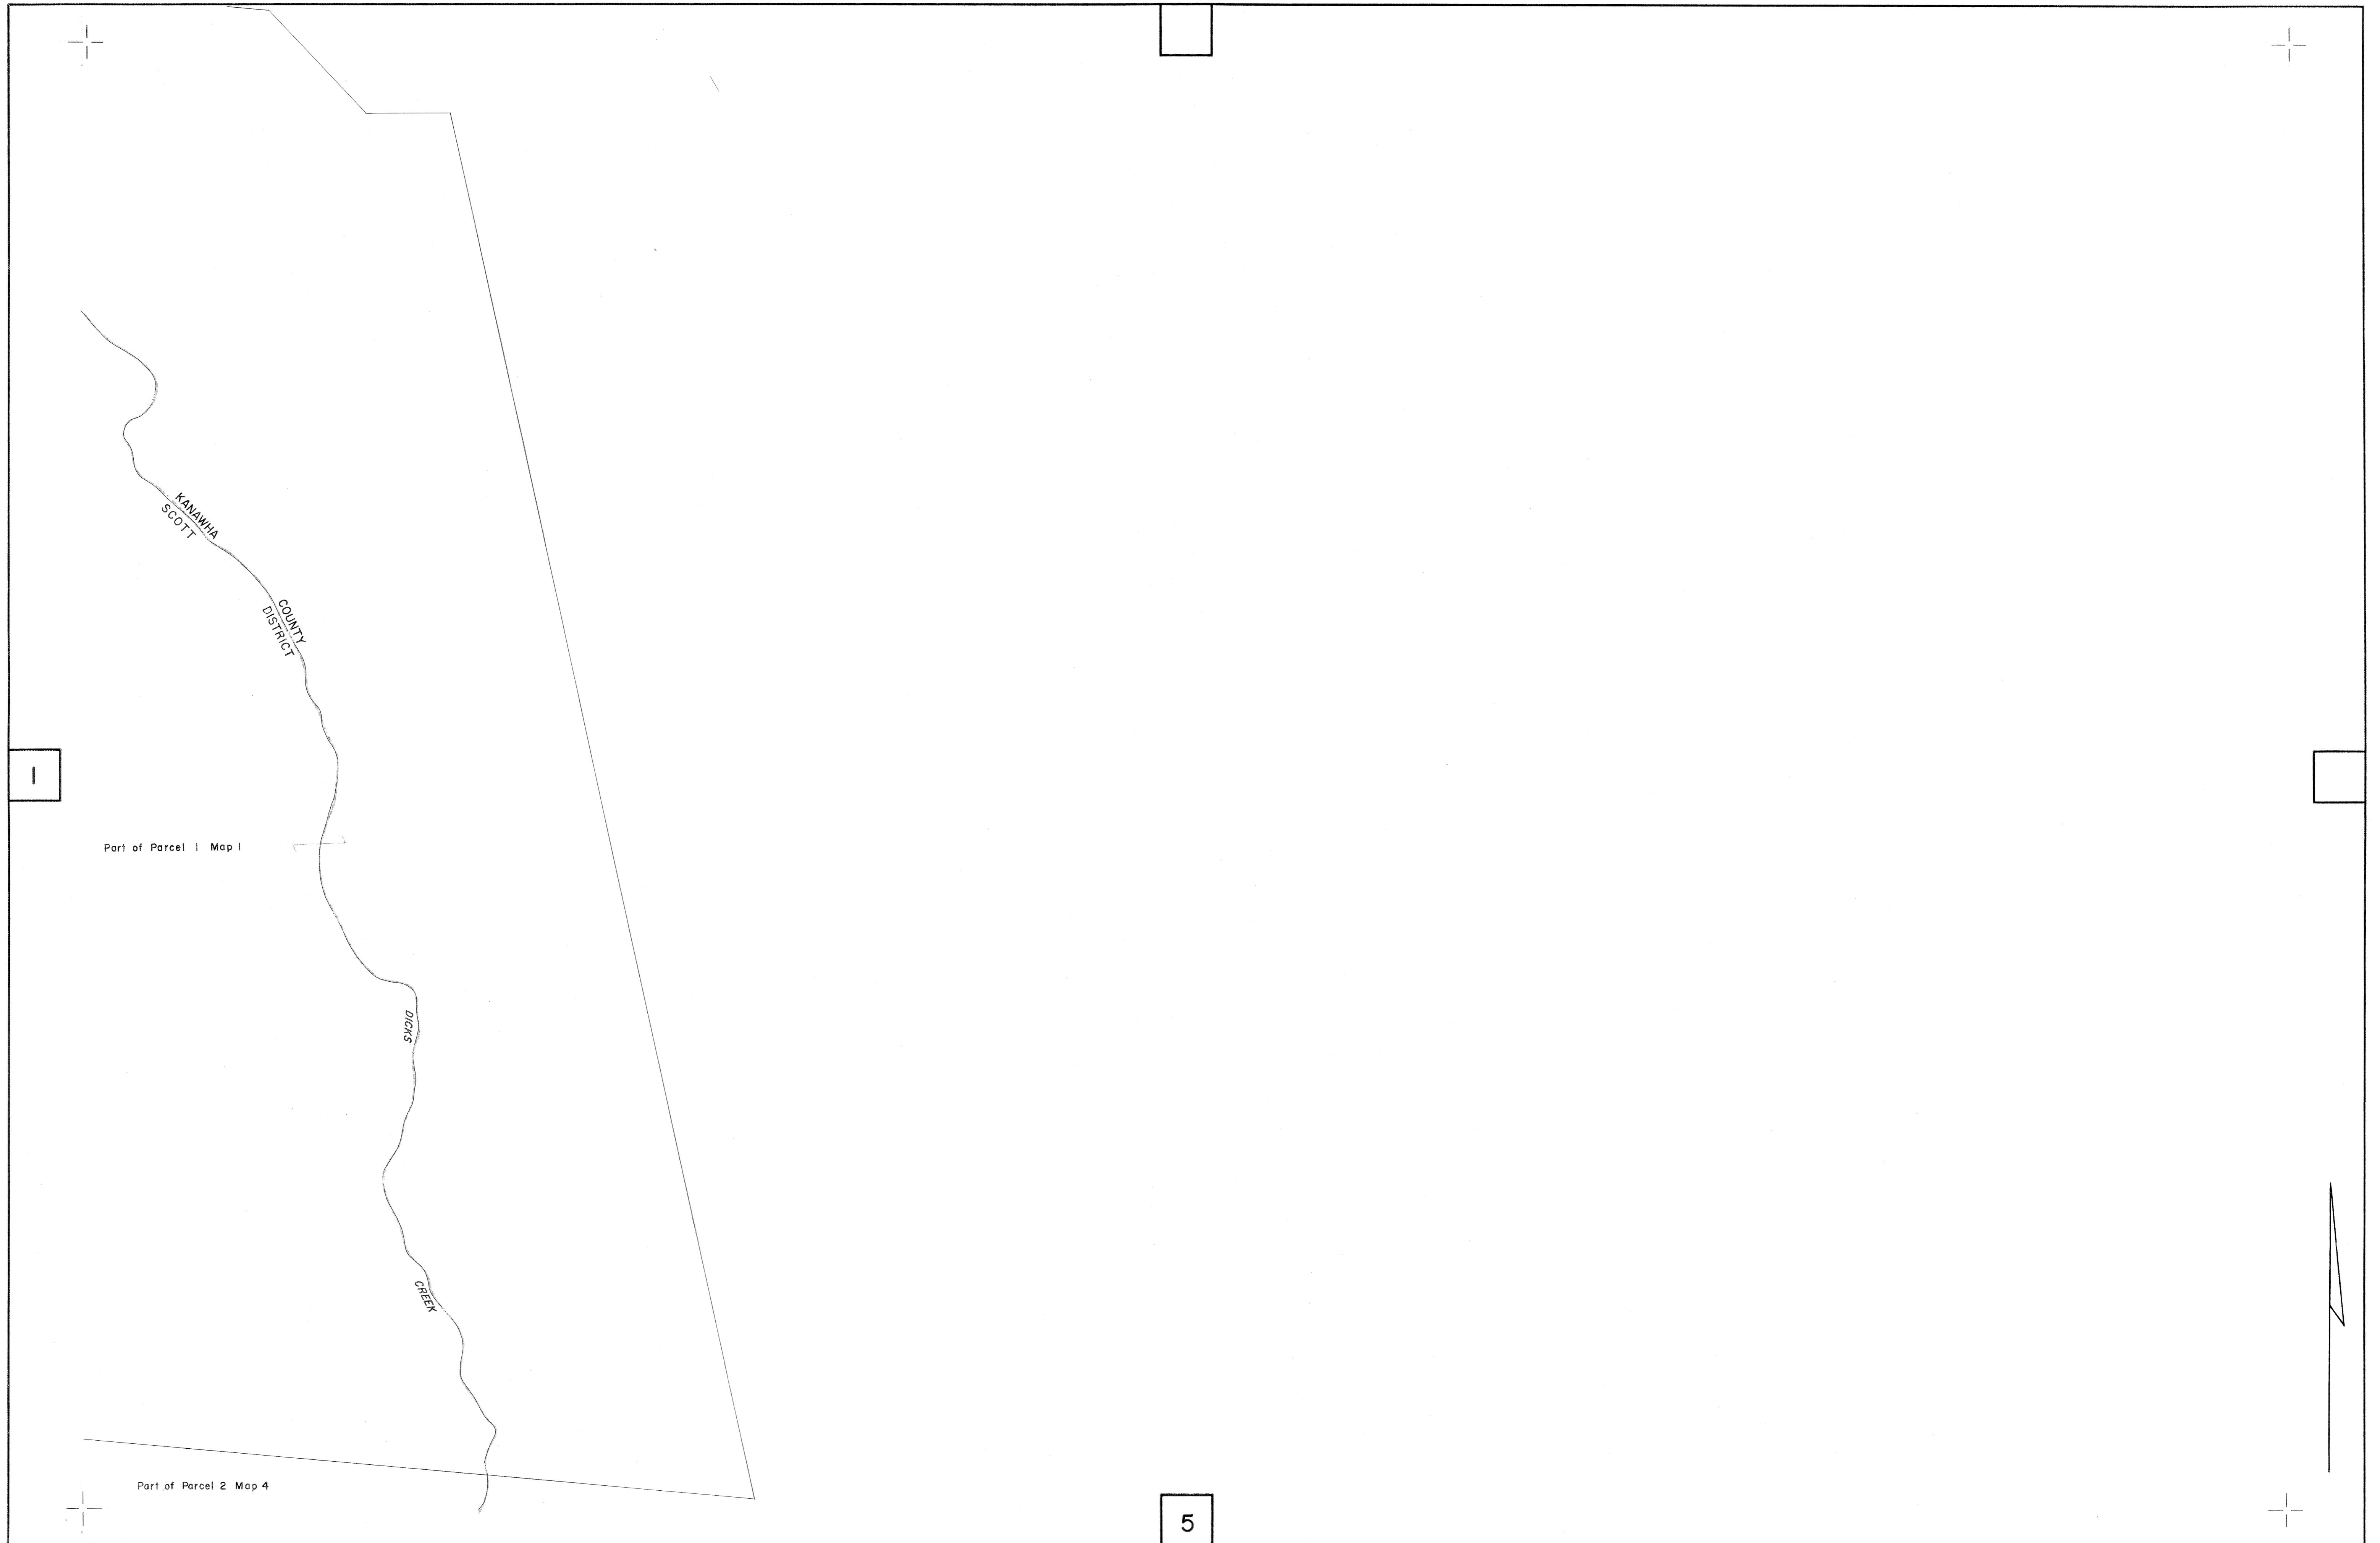 KANAWHA
SCOTT
COUNTY
DISTRICT
1
Part of Parcel 1 Map 1
DICKS
CREEK
Part of Parcel 2 Map 4
5